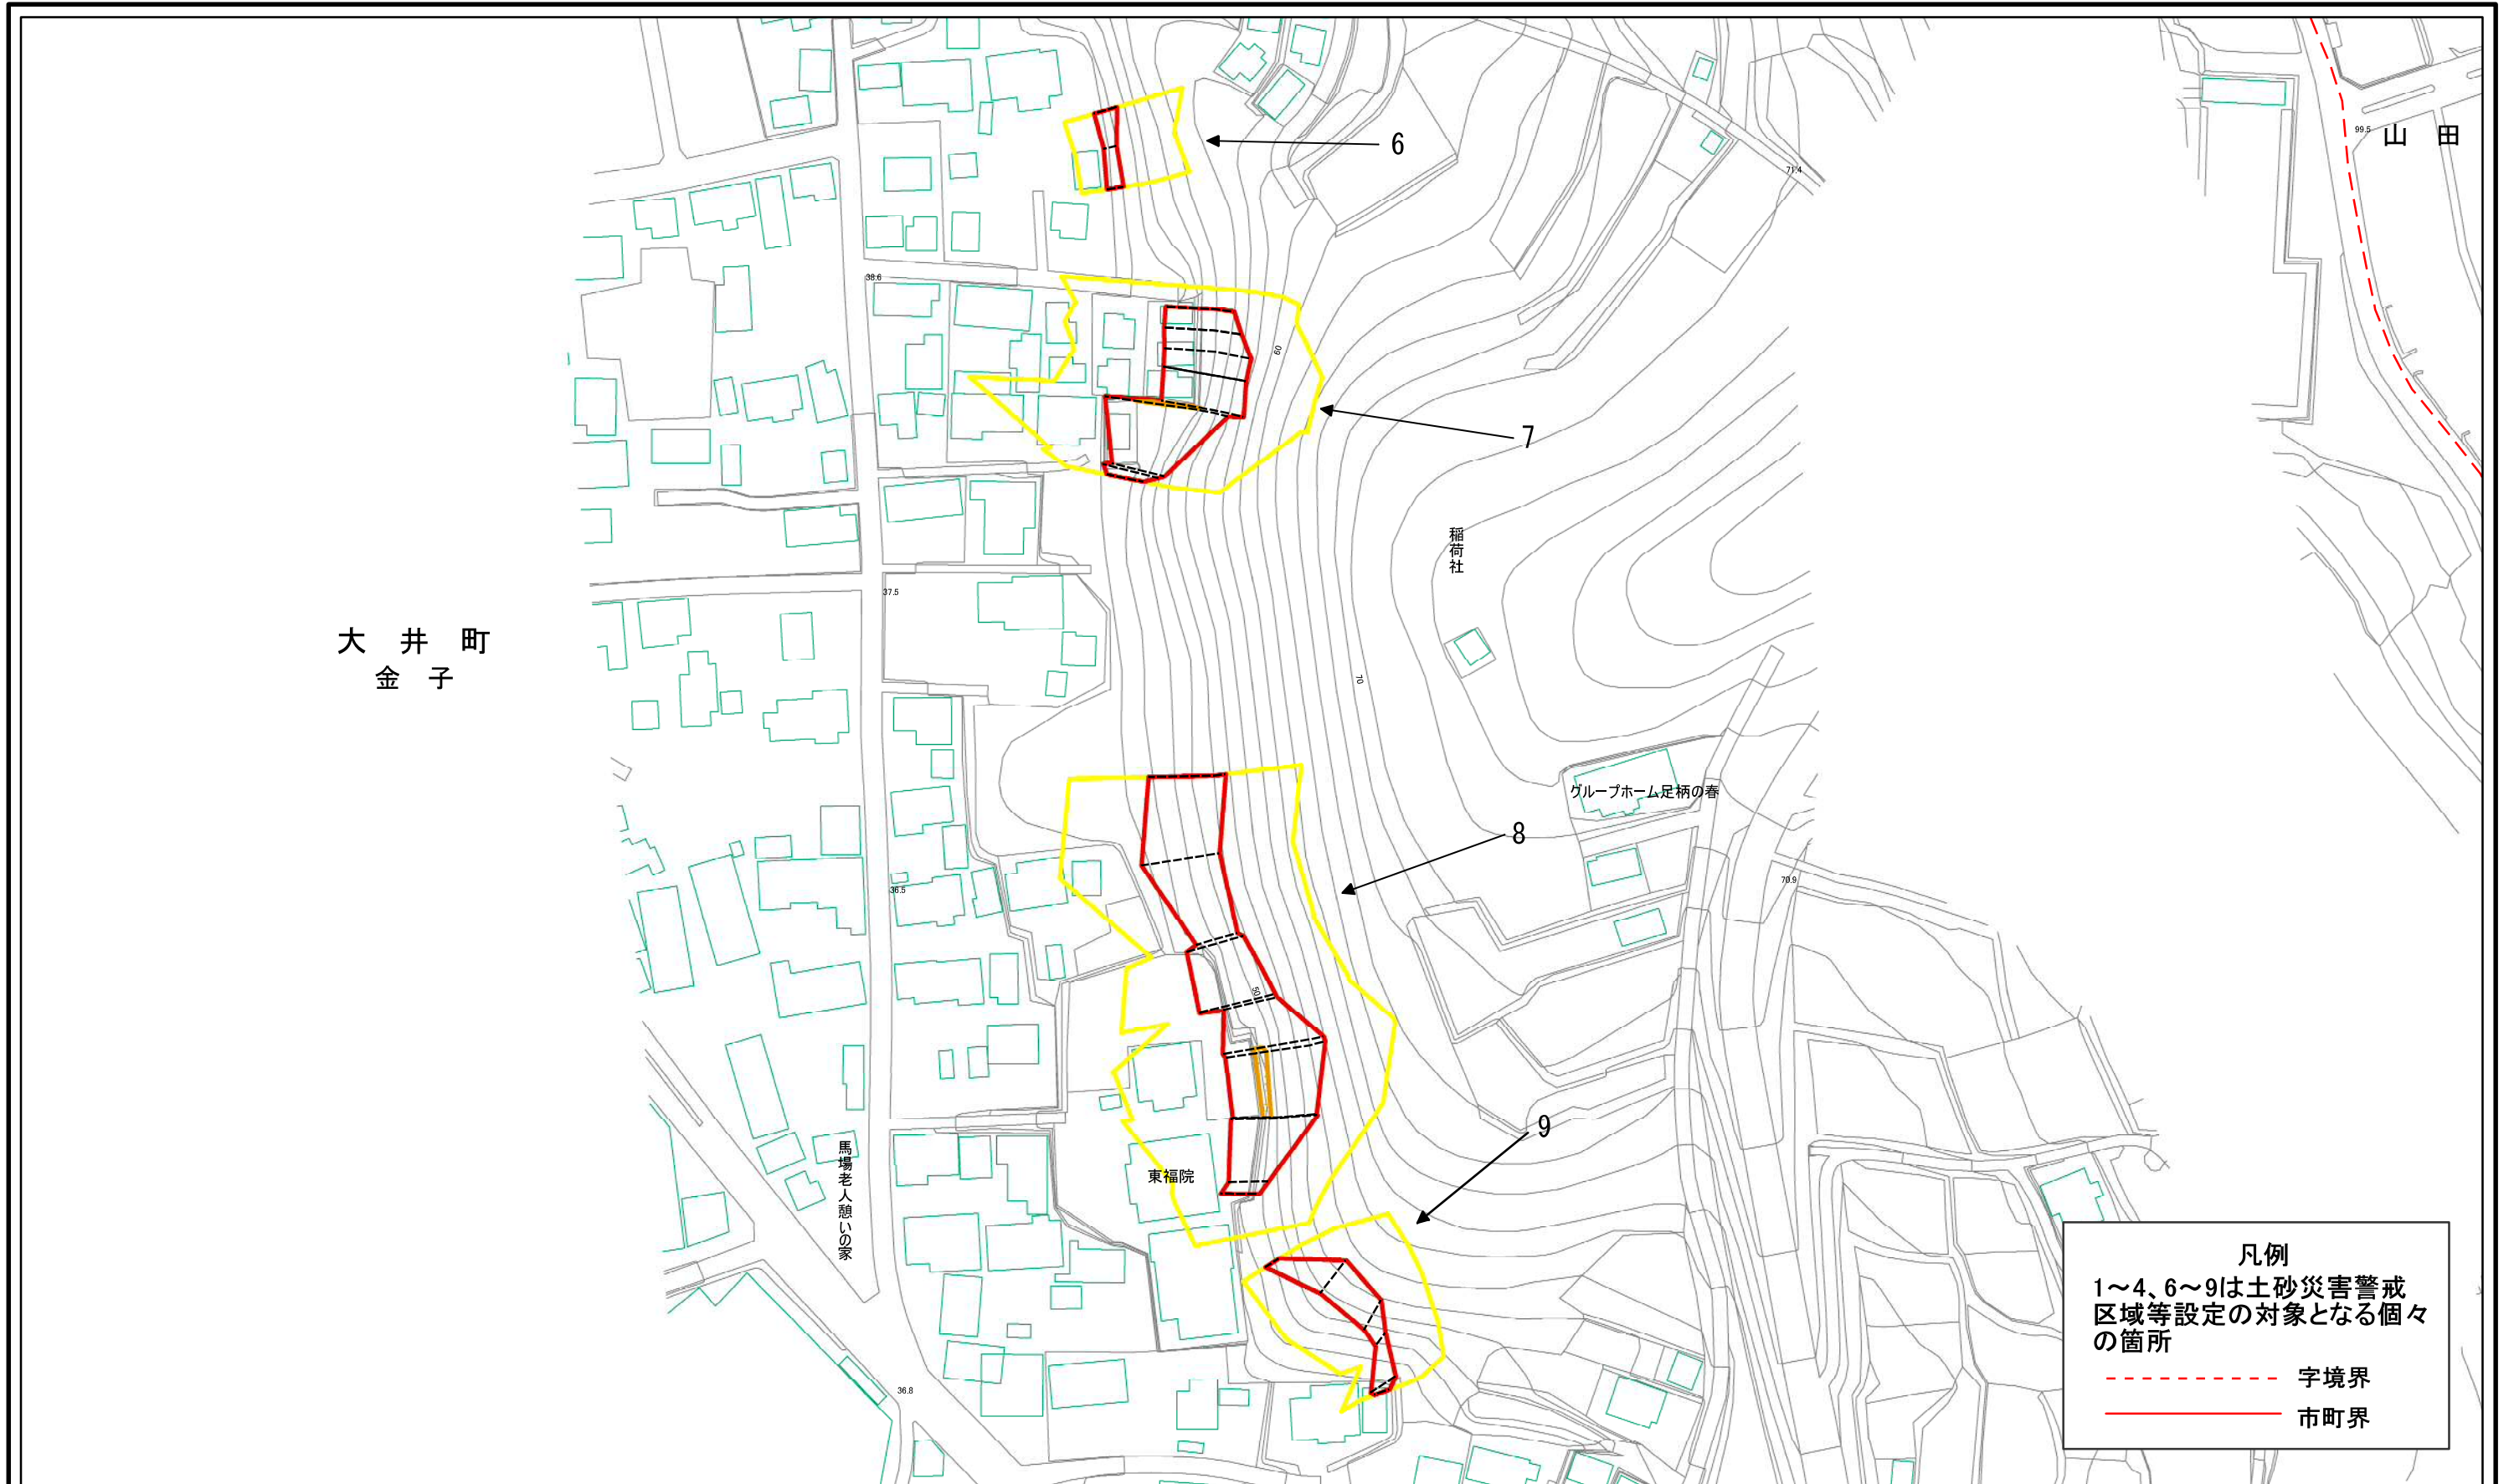 6
99.5
山 田
71.4
38.6
60
7
稲荷社
37.5
大 井 町
金 子
70
グループホーム足柄の春
8
70.9
36.5
50
9
馬場老人憩いの家
東福院
36.8
凡例
1～4、6～9は土砂災害警戒
区域等設定の対象となる個々
の箇所
字境界
市町界